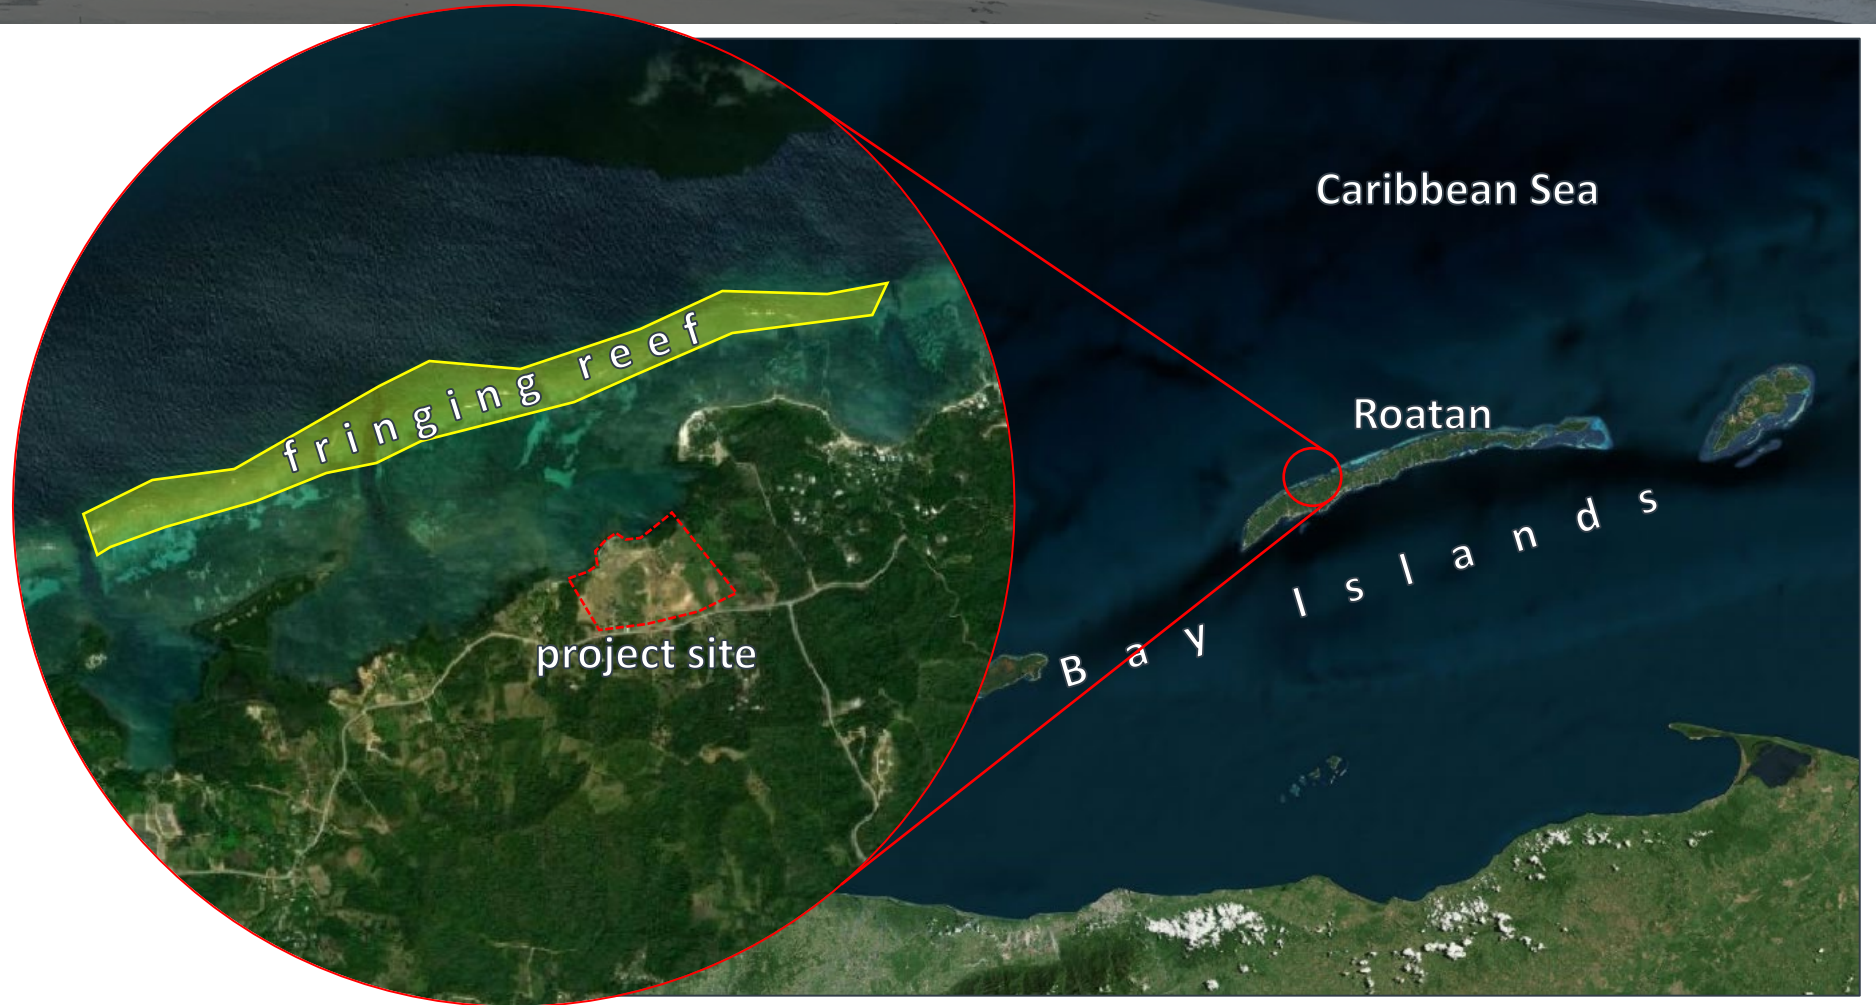 Caribbean Sea
fringing reef
Roatan
Bay Islands
project site